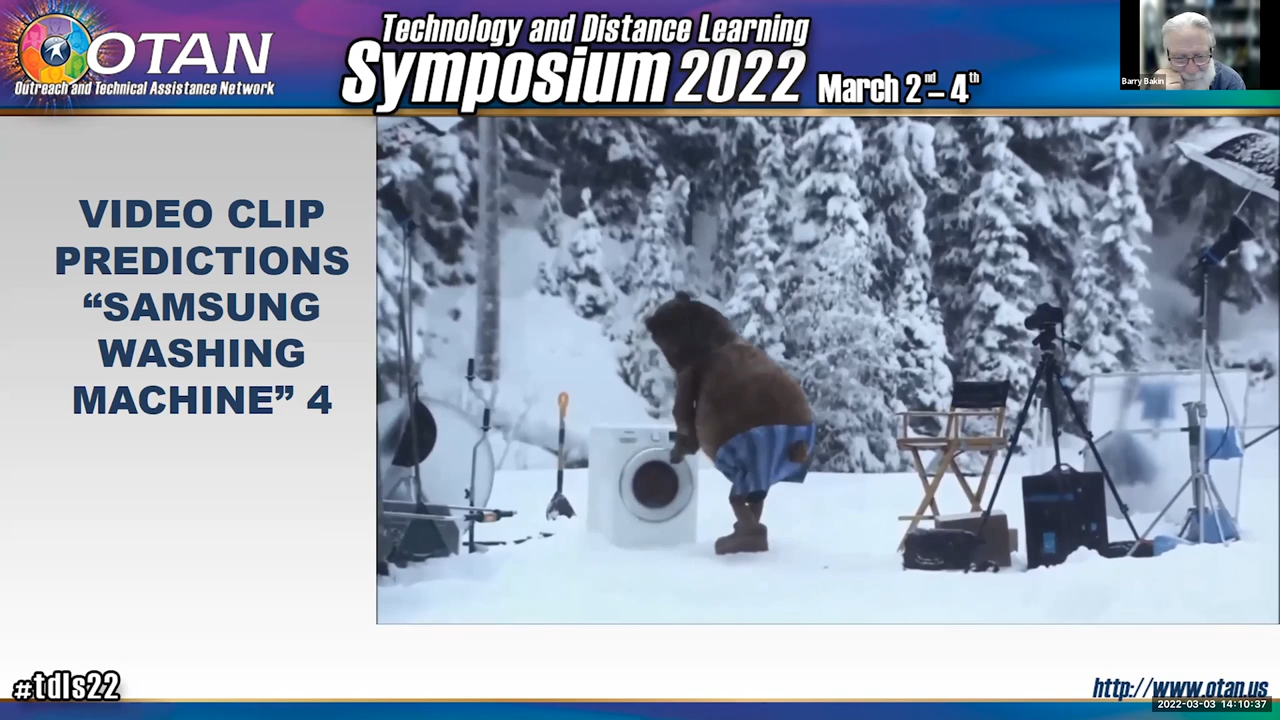 OTAN
Outreach and Technical Assistance Network
Technology and Distance Learning
Symposium 2022 March 2nd – 4th
Barry Bakin
VIDEO CLIP
PREDICTIONS
“SAMSUNG
WASHING
MACHINE” 4
#tdls22
http://www.otan.us
2022-03-03 14:10:37